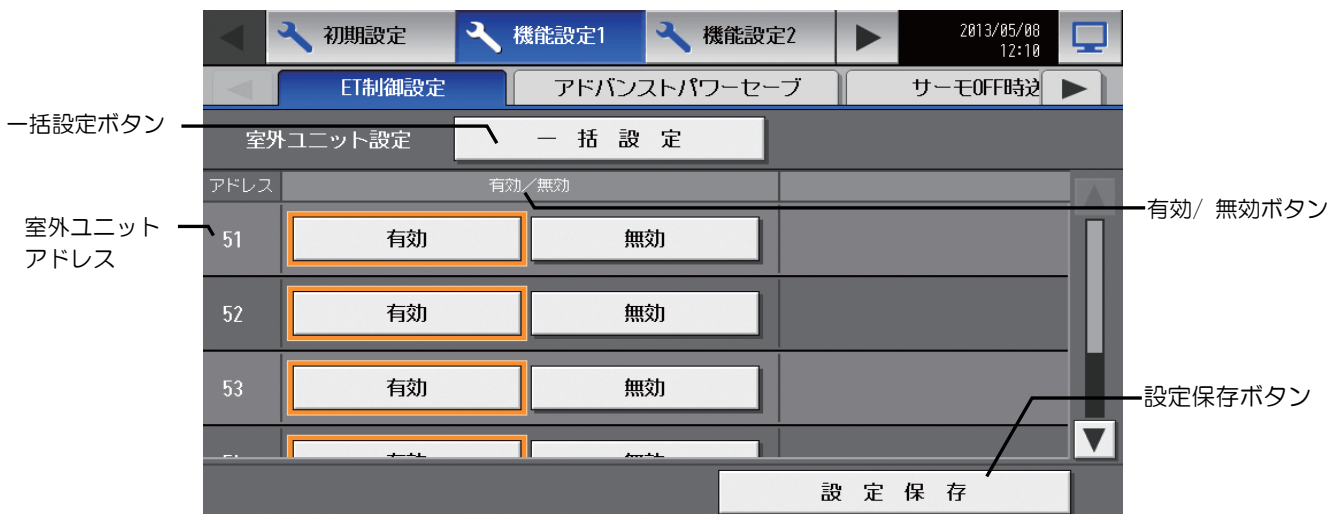 初期設定 機能設定1 機能設定2 2013/05/08
12:10
ET制御設定 アドバンストパワーセーブ サーモOFF時送
一括設定ボタン
室外ユニット設定 一 括 設 定
アドレス 有効／無効
有効/ 無効ボタン
室外ユニット
アドレス
51 有効 無効
52 有効 無効
53 有効 無効
設定保存ボタン
設 定 保 存